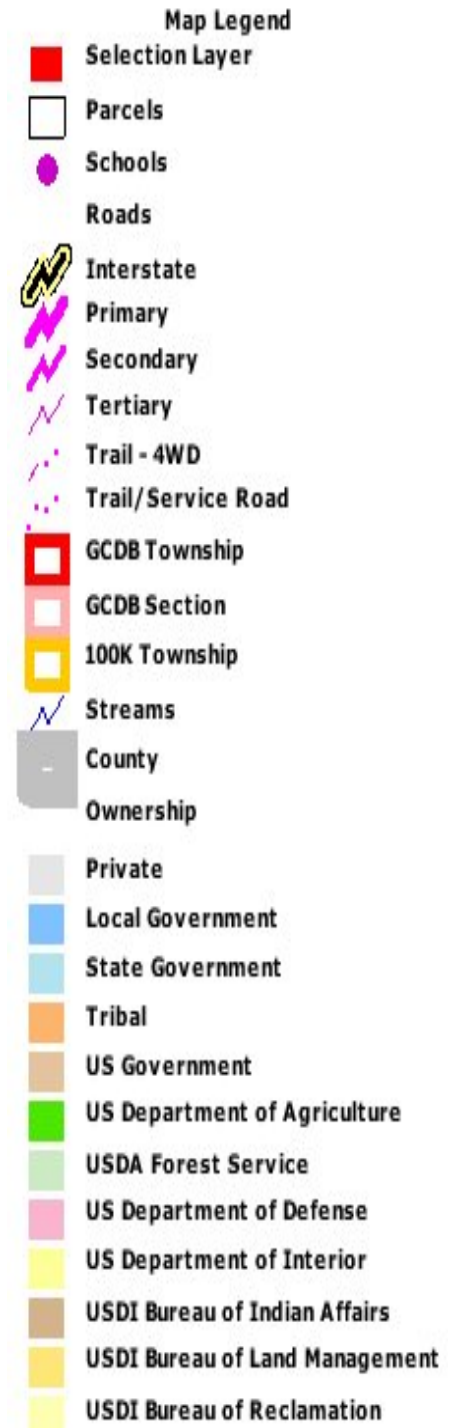 Map Legend
Selection Layer
Parcels
Schools
Roads
Interstate
Primary
Secondary
Tertiary
Trail - 4WD
Trail/Service Road
GCDB Township
GCDB Section
100K Township
Streams
County
Ownership
Private
Local Government
State Government
Tribal
US Government
US Department of Agriculture
USDA Forest Service
US Department of Defense
US Department of Interior
USDI Bureau of Indian Affairs
USDI Bureau of Land Management
USDI Bureau of Reclamation